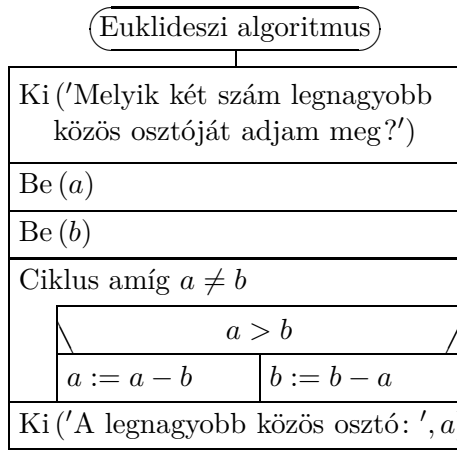 Euklideszi algoritmus
Ki ('Melyik két szám legnagyobb
közös osztóját adjam meg?')
Be (a)
Be (b)
Ciklus amíg a ≠ b
a > b
a := a − b
b := b − a
Ki ('A legnagyobb közös osztó: ', a